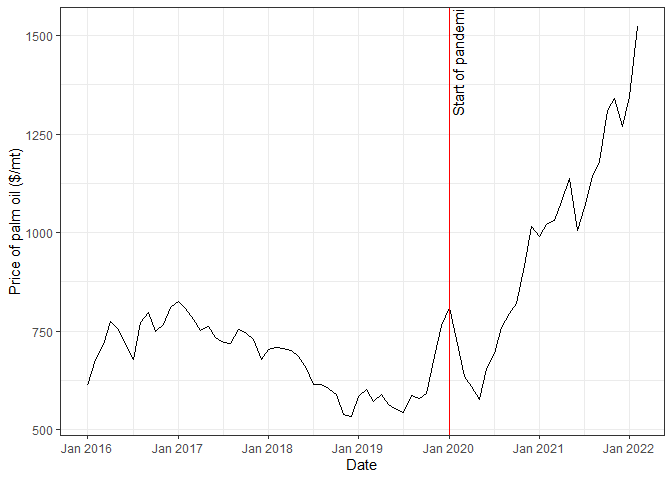 Start of pandemi
1500
1250
1000
750
500
Price of palm oil ($/mt)
Jan 2016 Jan 2017 Jan 2018 Jan 2019 Jan 2020 Jan 2021 Jan 2022
Date